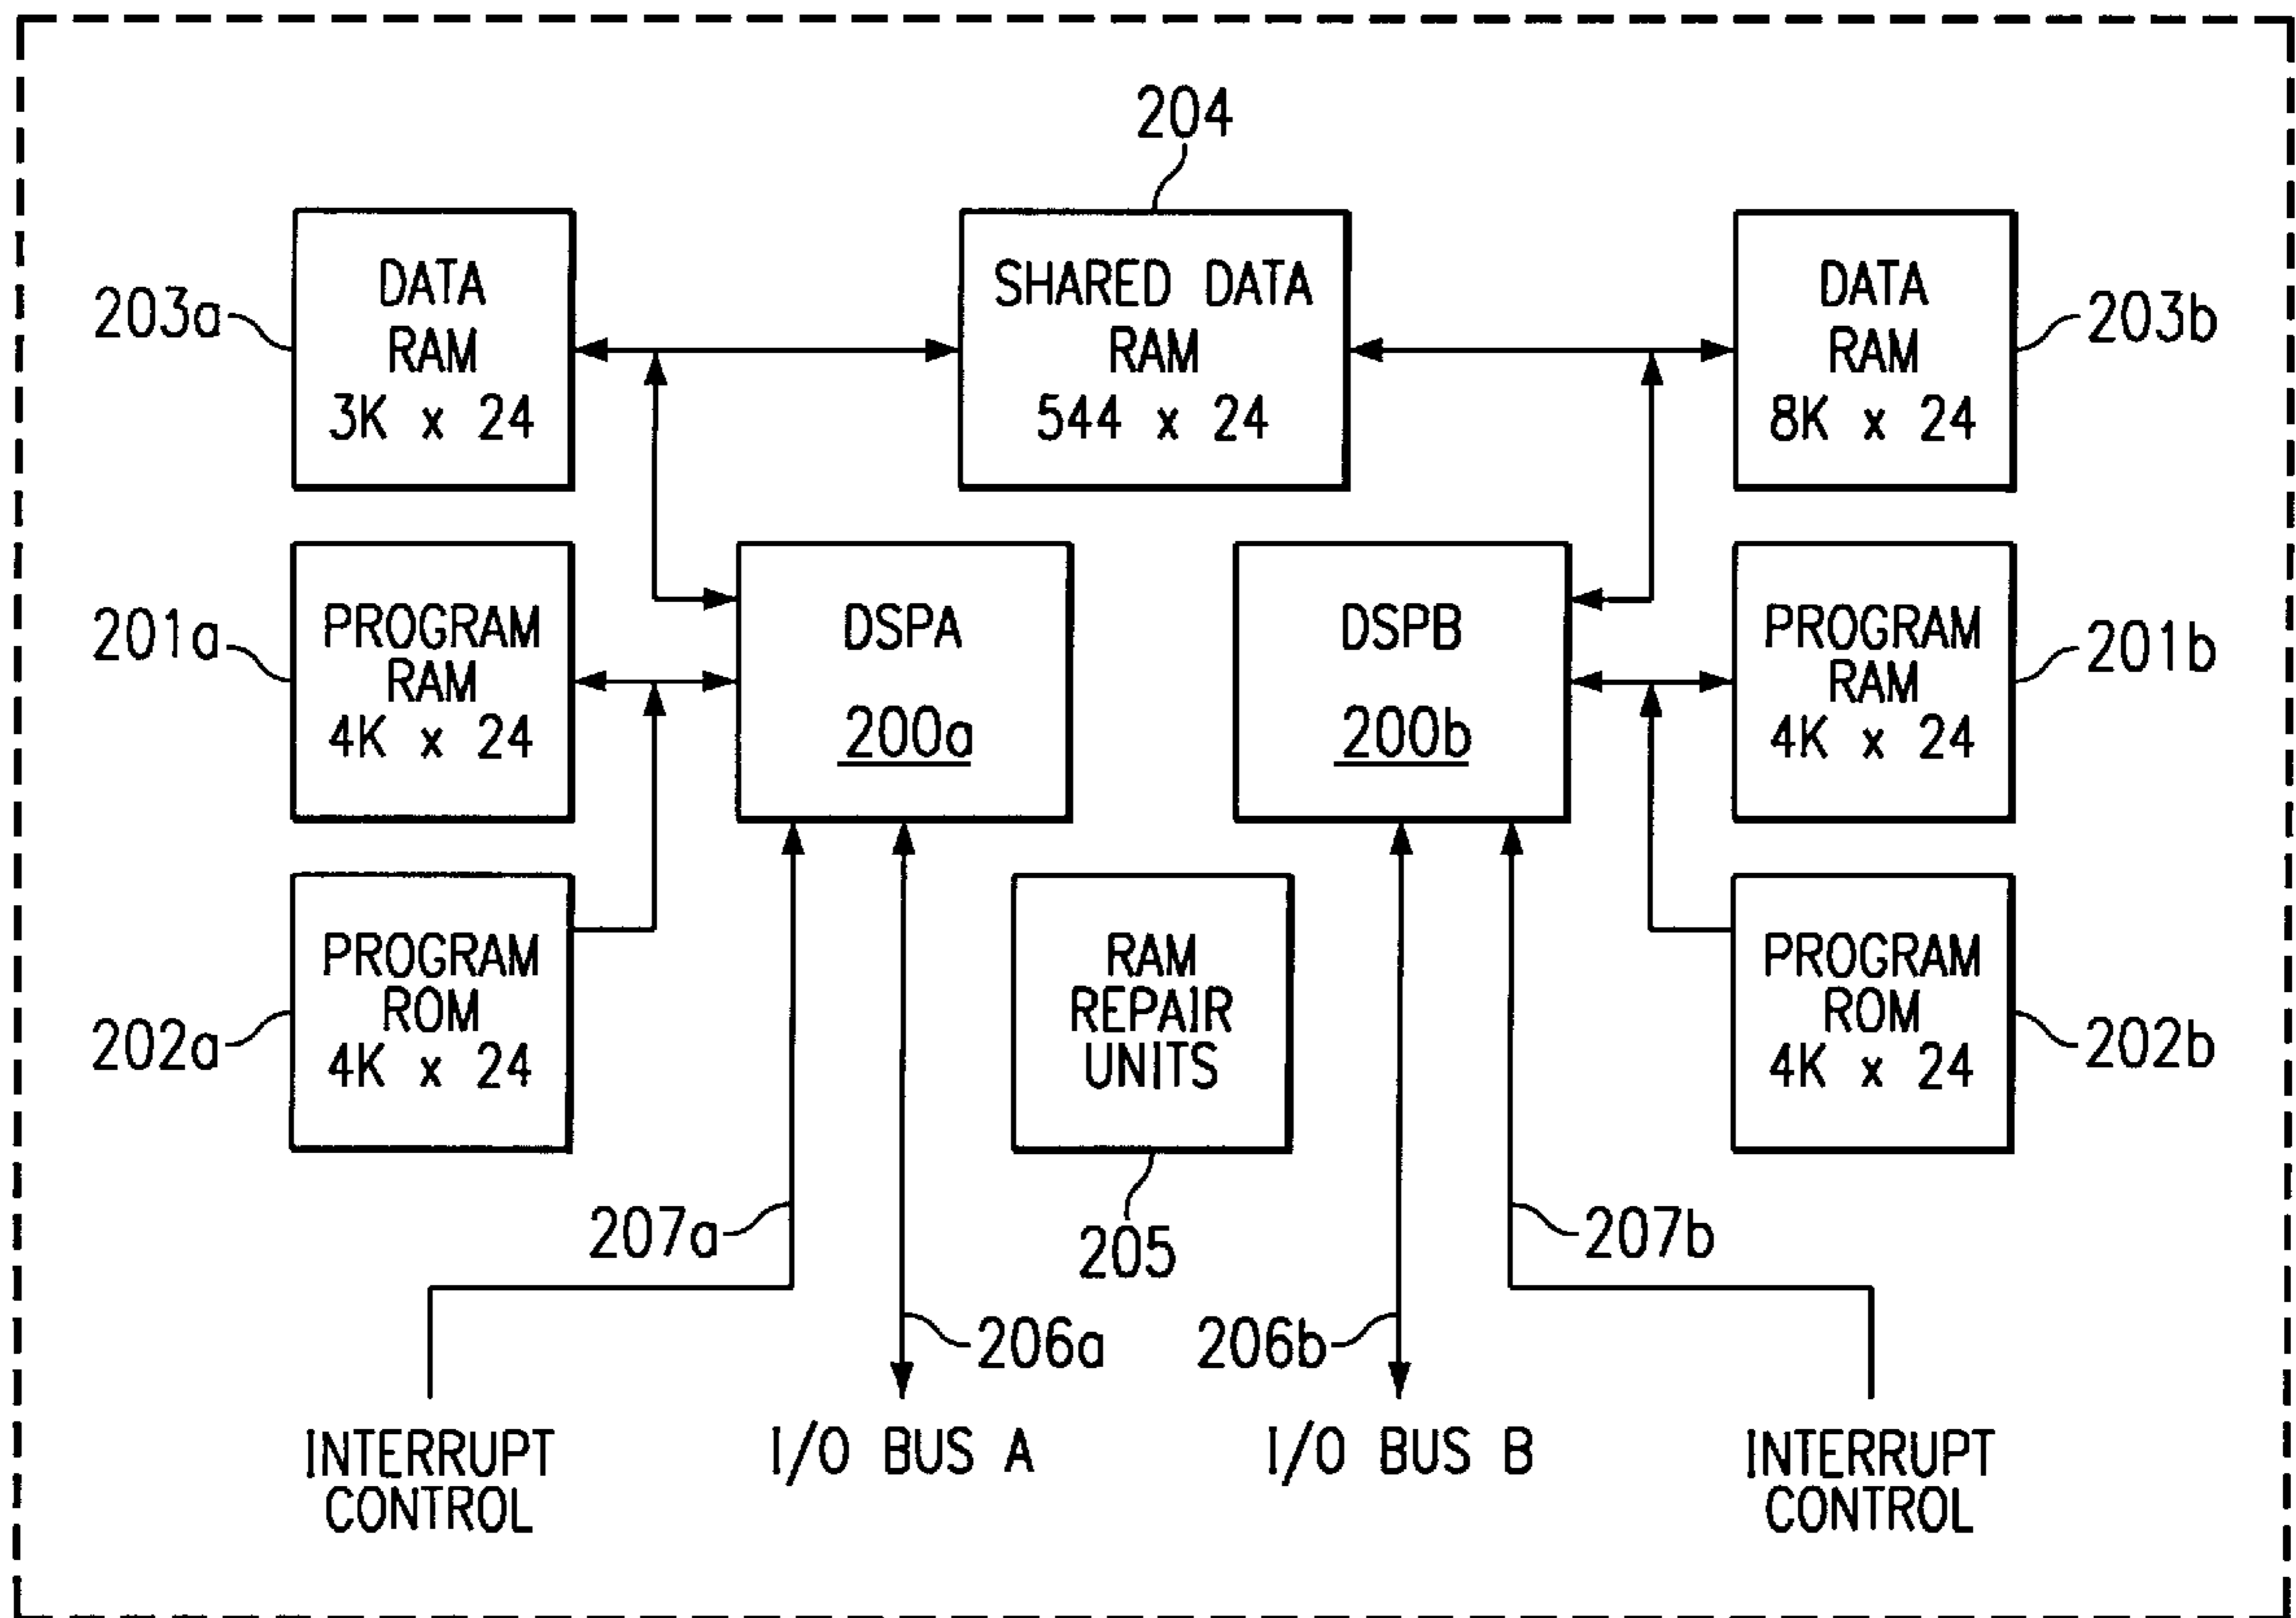 204
DATA
RAM
3K x 24
203a
SHARED DATA
RAM
544 x 24
DATA
RAM
8K x 24
203b
PROGRAM
RAM
4K x 24
201a
DSPA
200a
DSPB
200b
PROGRAM
RAM
4K x 24
201b
PROGRAM
ROM
4K x 24
202a
RAM
REPAIR
UNITS
205
PROGRAM
ROM
4K x 24
202b
207a
207b
206a
206b
INTERRUPT
CONTROL
I/O BUS A
I/O BUS B
INTERRUPT
CONTROL